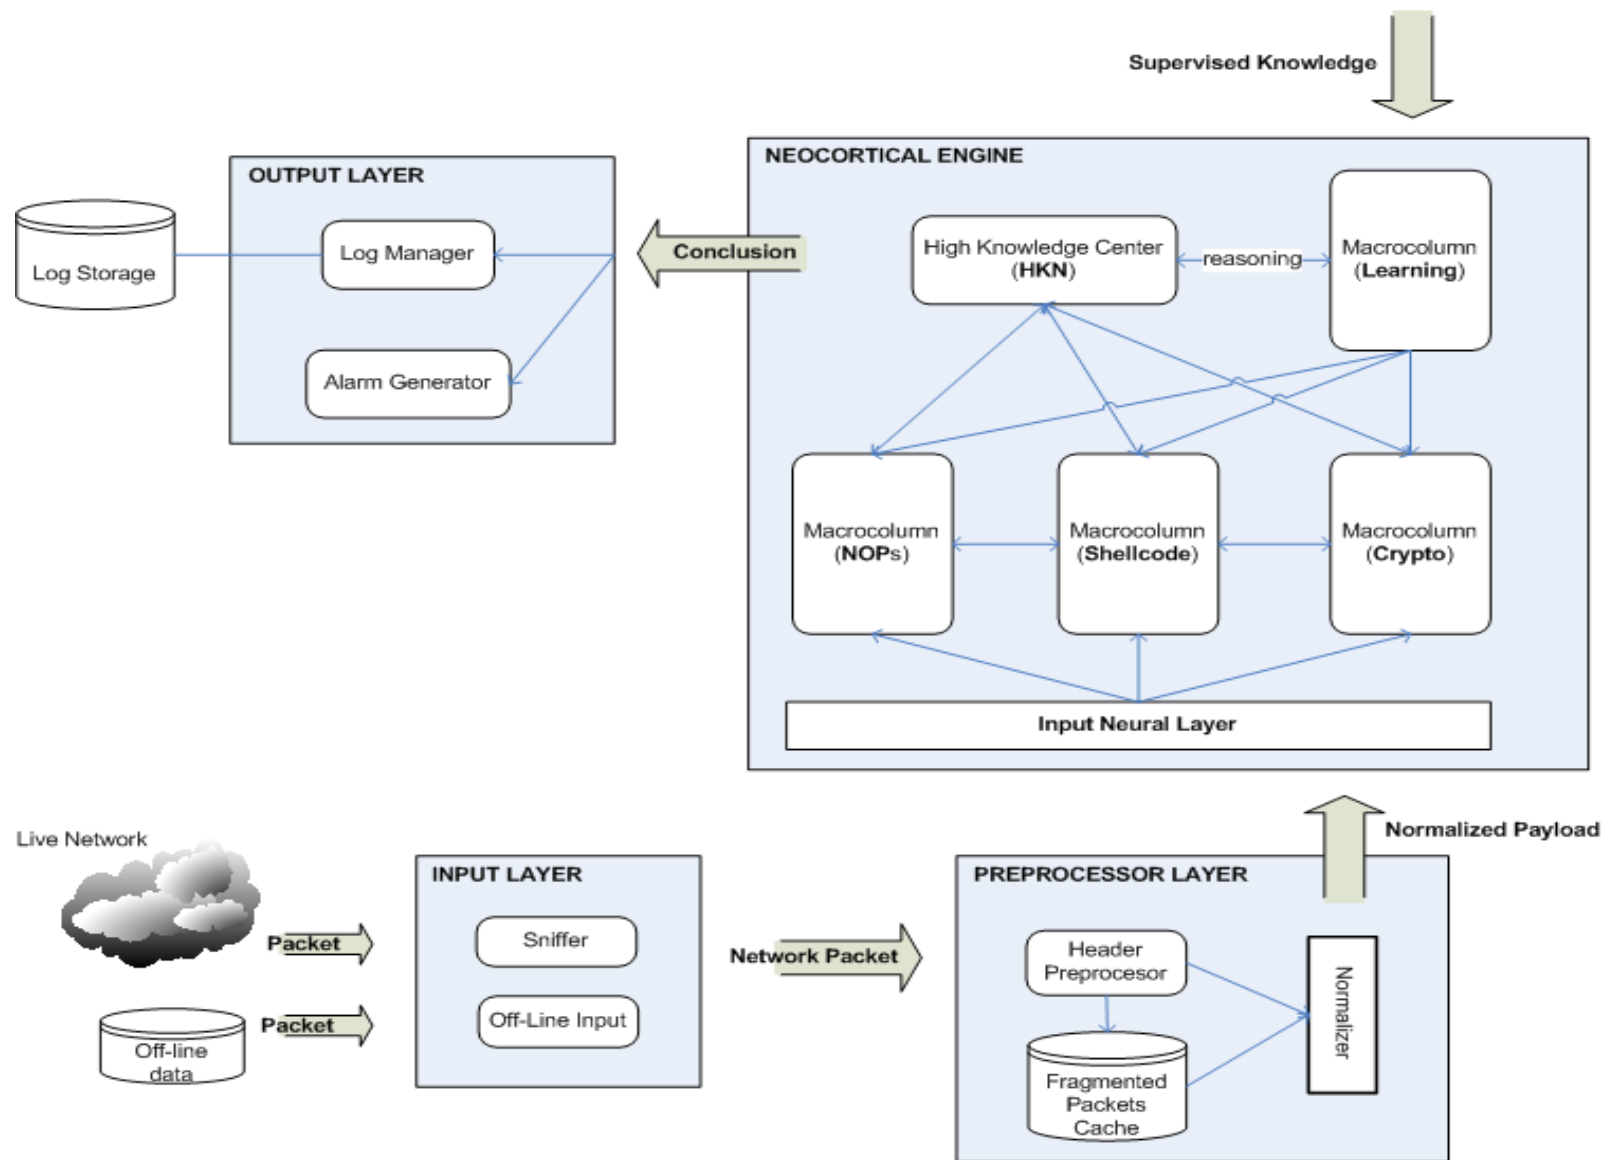 Supervised Knowledge
NEOCORTICAL ENGINE
OUTPUT LAYER
Log Storage
Log Manager
Alarm Generator
Conclusion
High Knowledge Center
(HKN)
reasoning
Macrocolumn
(Learning)
Macrocolumn
(NOPs)
Macrocolumn
(Shellcode)
Macrocolumn
(Crypto)
Input Neural Layer
Normalized Payload
Live Network
Packet
Packet
Off-line
data
INPUT LAYER
Sniffer
Off-Line Input
Network Packet
PREPROCESSOR LAYER
Header
Preprocesor
Fragmented
Packets
Cache
Normalizer